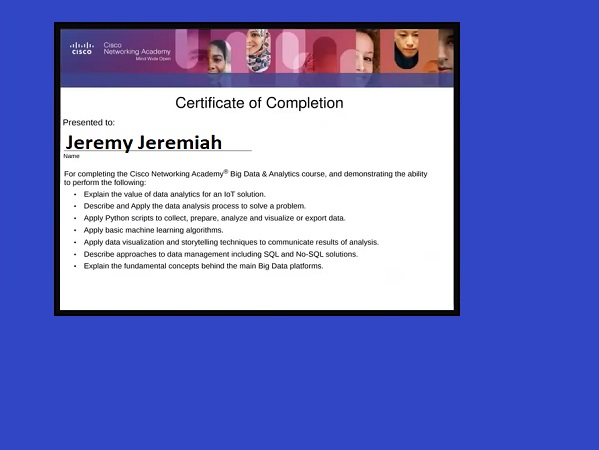 CISCO
Cisco
Networking Academy
Mind Wide Open
Certificate of Completion
Presented to:
Jeremy Jeremiah
Name
For completing the Cisco Networking Academy® Big Data & Analytics course, and demonstrating the ability
to perform the following:
• Explain the value of data analytics for an IoT solution.
• Describe and Apply the data analysis process to solve a problem.
• Apply Python scripts to collect, prepare, analyze and visualize or export data.
• Apply basic machine learning algorithms.
• Apply data visualization and storytelling techniques to communicate results of analysis.
• Describe approaches to data management including SQL and No-SQL solutions.
• Explain the fundamental concepts behind the main Big Data platforms.